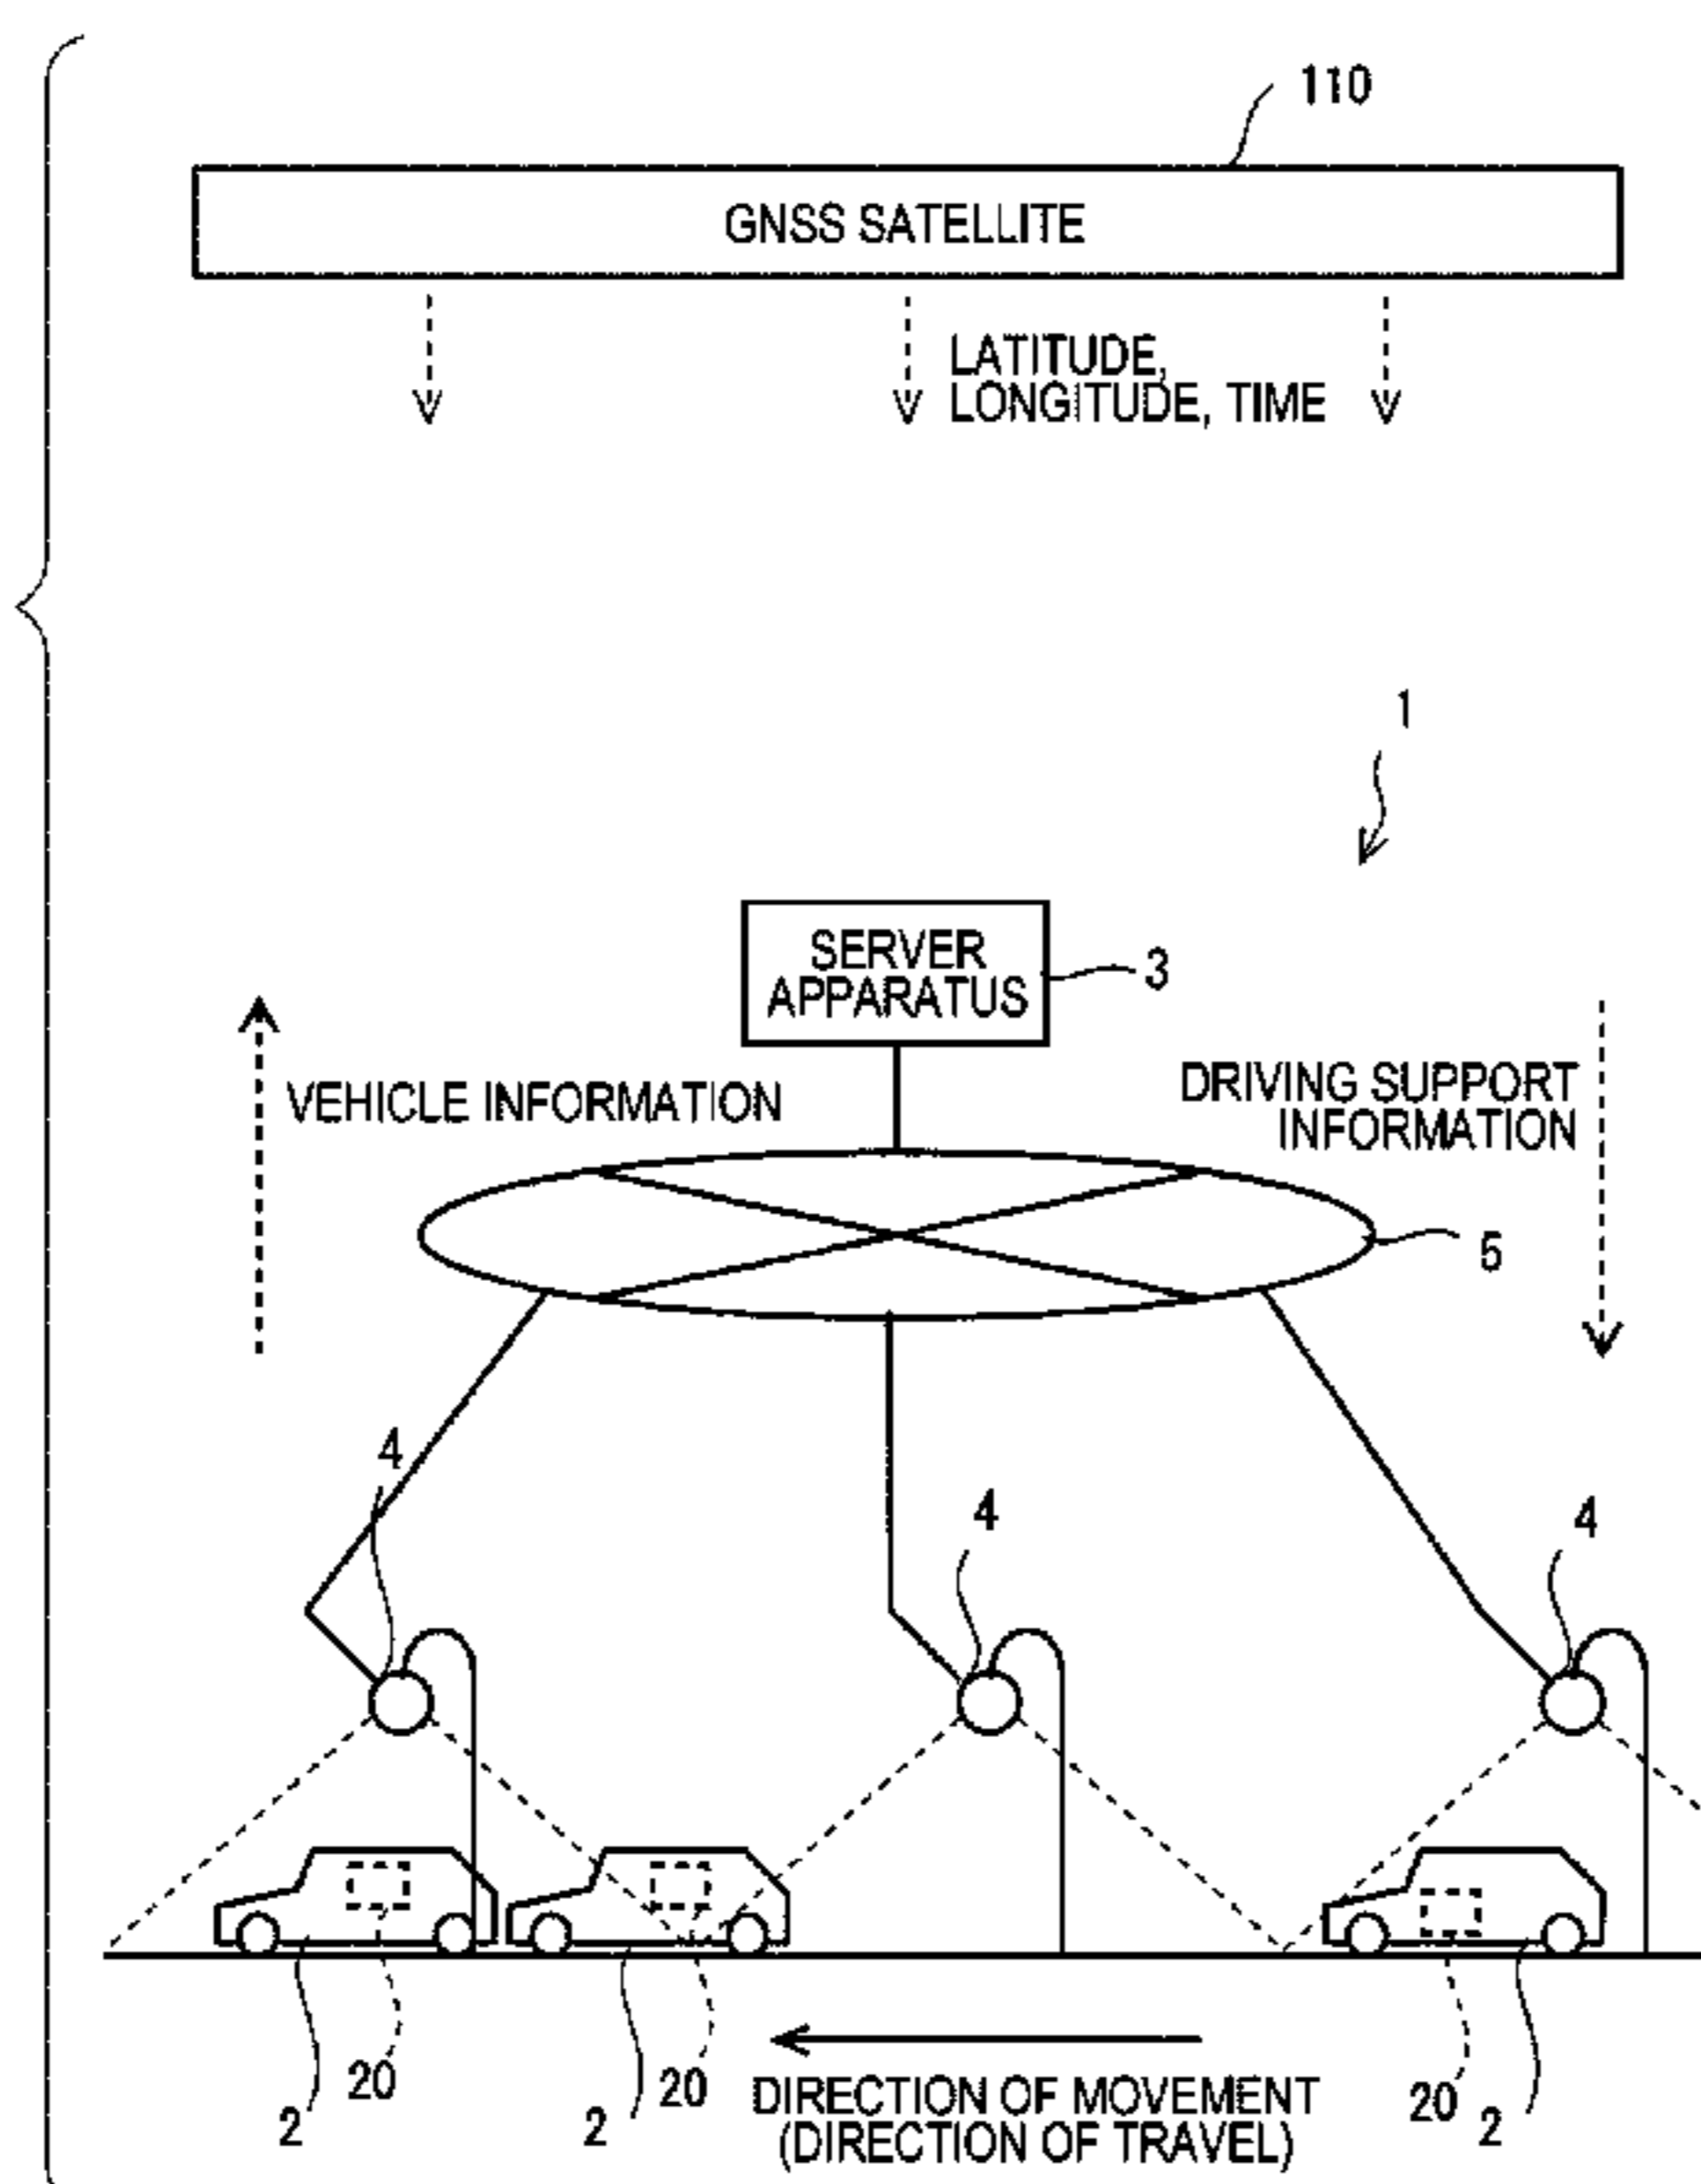 110
GNSS SATELLITE
LATITUDE,
LONGITUDE, TIME
1
SERVER
APPARATUS
3
VEHICLE INFORMATION
DRIVING SUPPORT
INFORMATION
5
4
4
4
20
20
20
2
2
2
DIRECTION OF MOVEMENT
(DIRECTION OF TRAVEL)